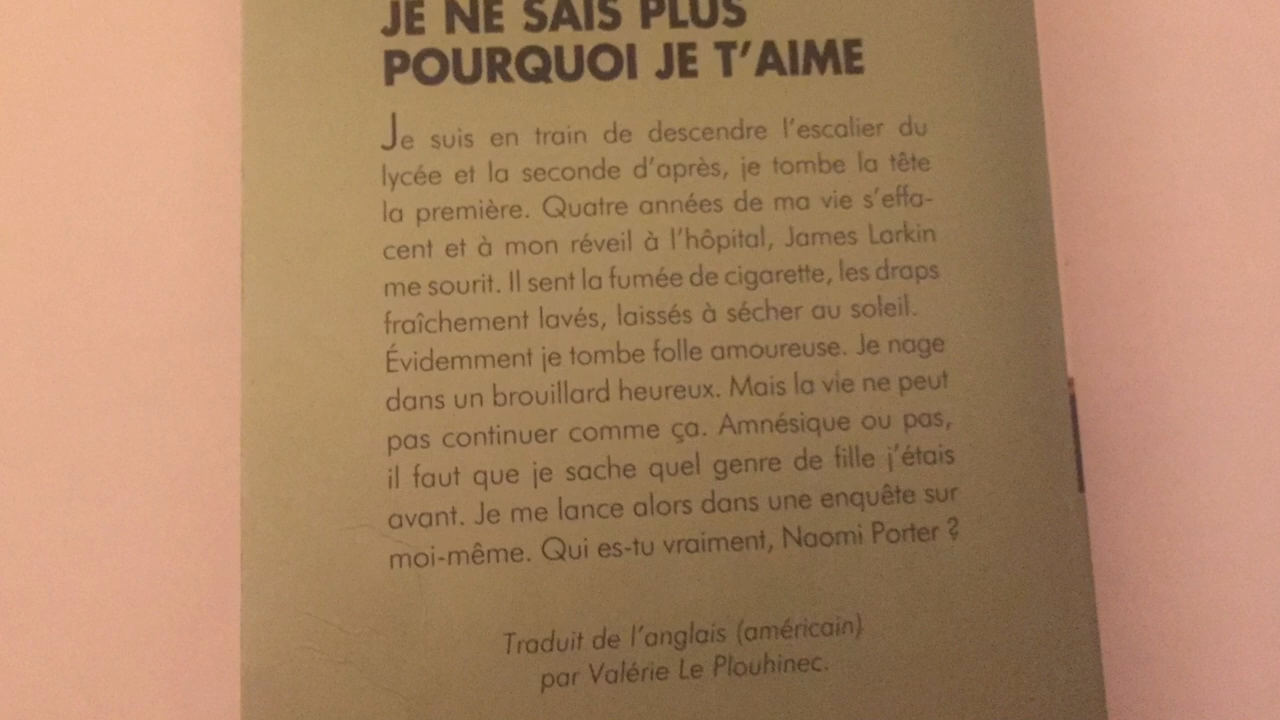 JE NE SAIS PLUS
POURQUOI JE T'AIME
Je suis en train de descendre l'escalier du
lycée et la seconde d'après, je tombe la tête
la première. Quatre années de ma vie s'effa-
cent et à mon réveil à l'hôpital, James Larkin
me sourit. Il sent la fumée de cigarette, les draps
fraîchement lavés, laissés à sécher au soleil.
Évidemment je tombe folle amoureuse. Je nage
dans un brouillard heureux. Mais la vie ne peut
pas continuer comme ça. Amnésique ou pas,
il faut que je sache quel genre de fille j'étais
avant. Je me lance alors dans une enquête sur
moi-même. Qui es-tu vraiment, Naomi Porter ?
Traduit de l'anglais (américain)
par Valérie Le Plouhinec.